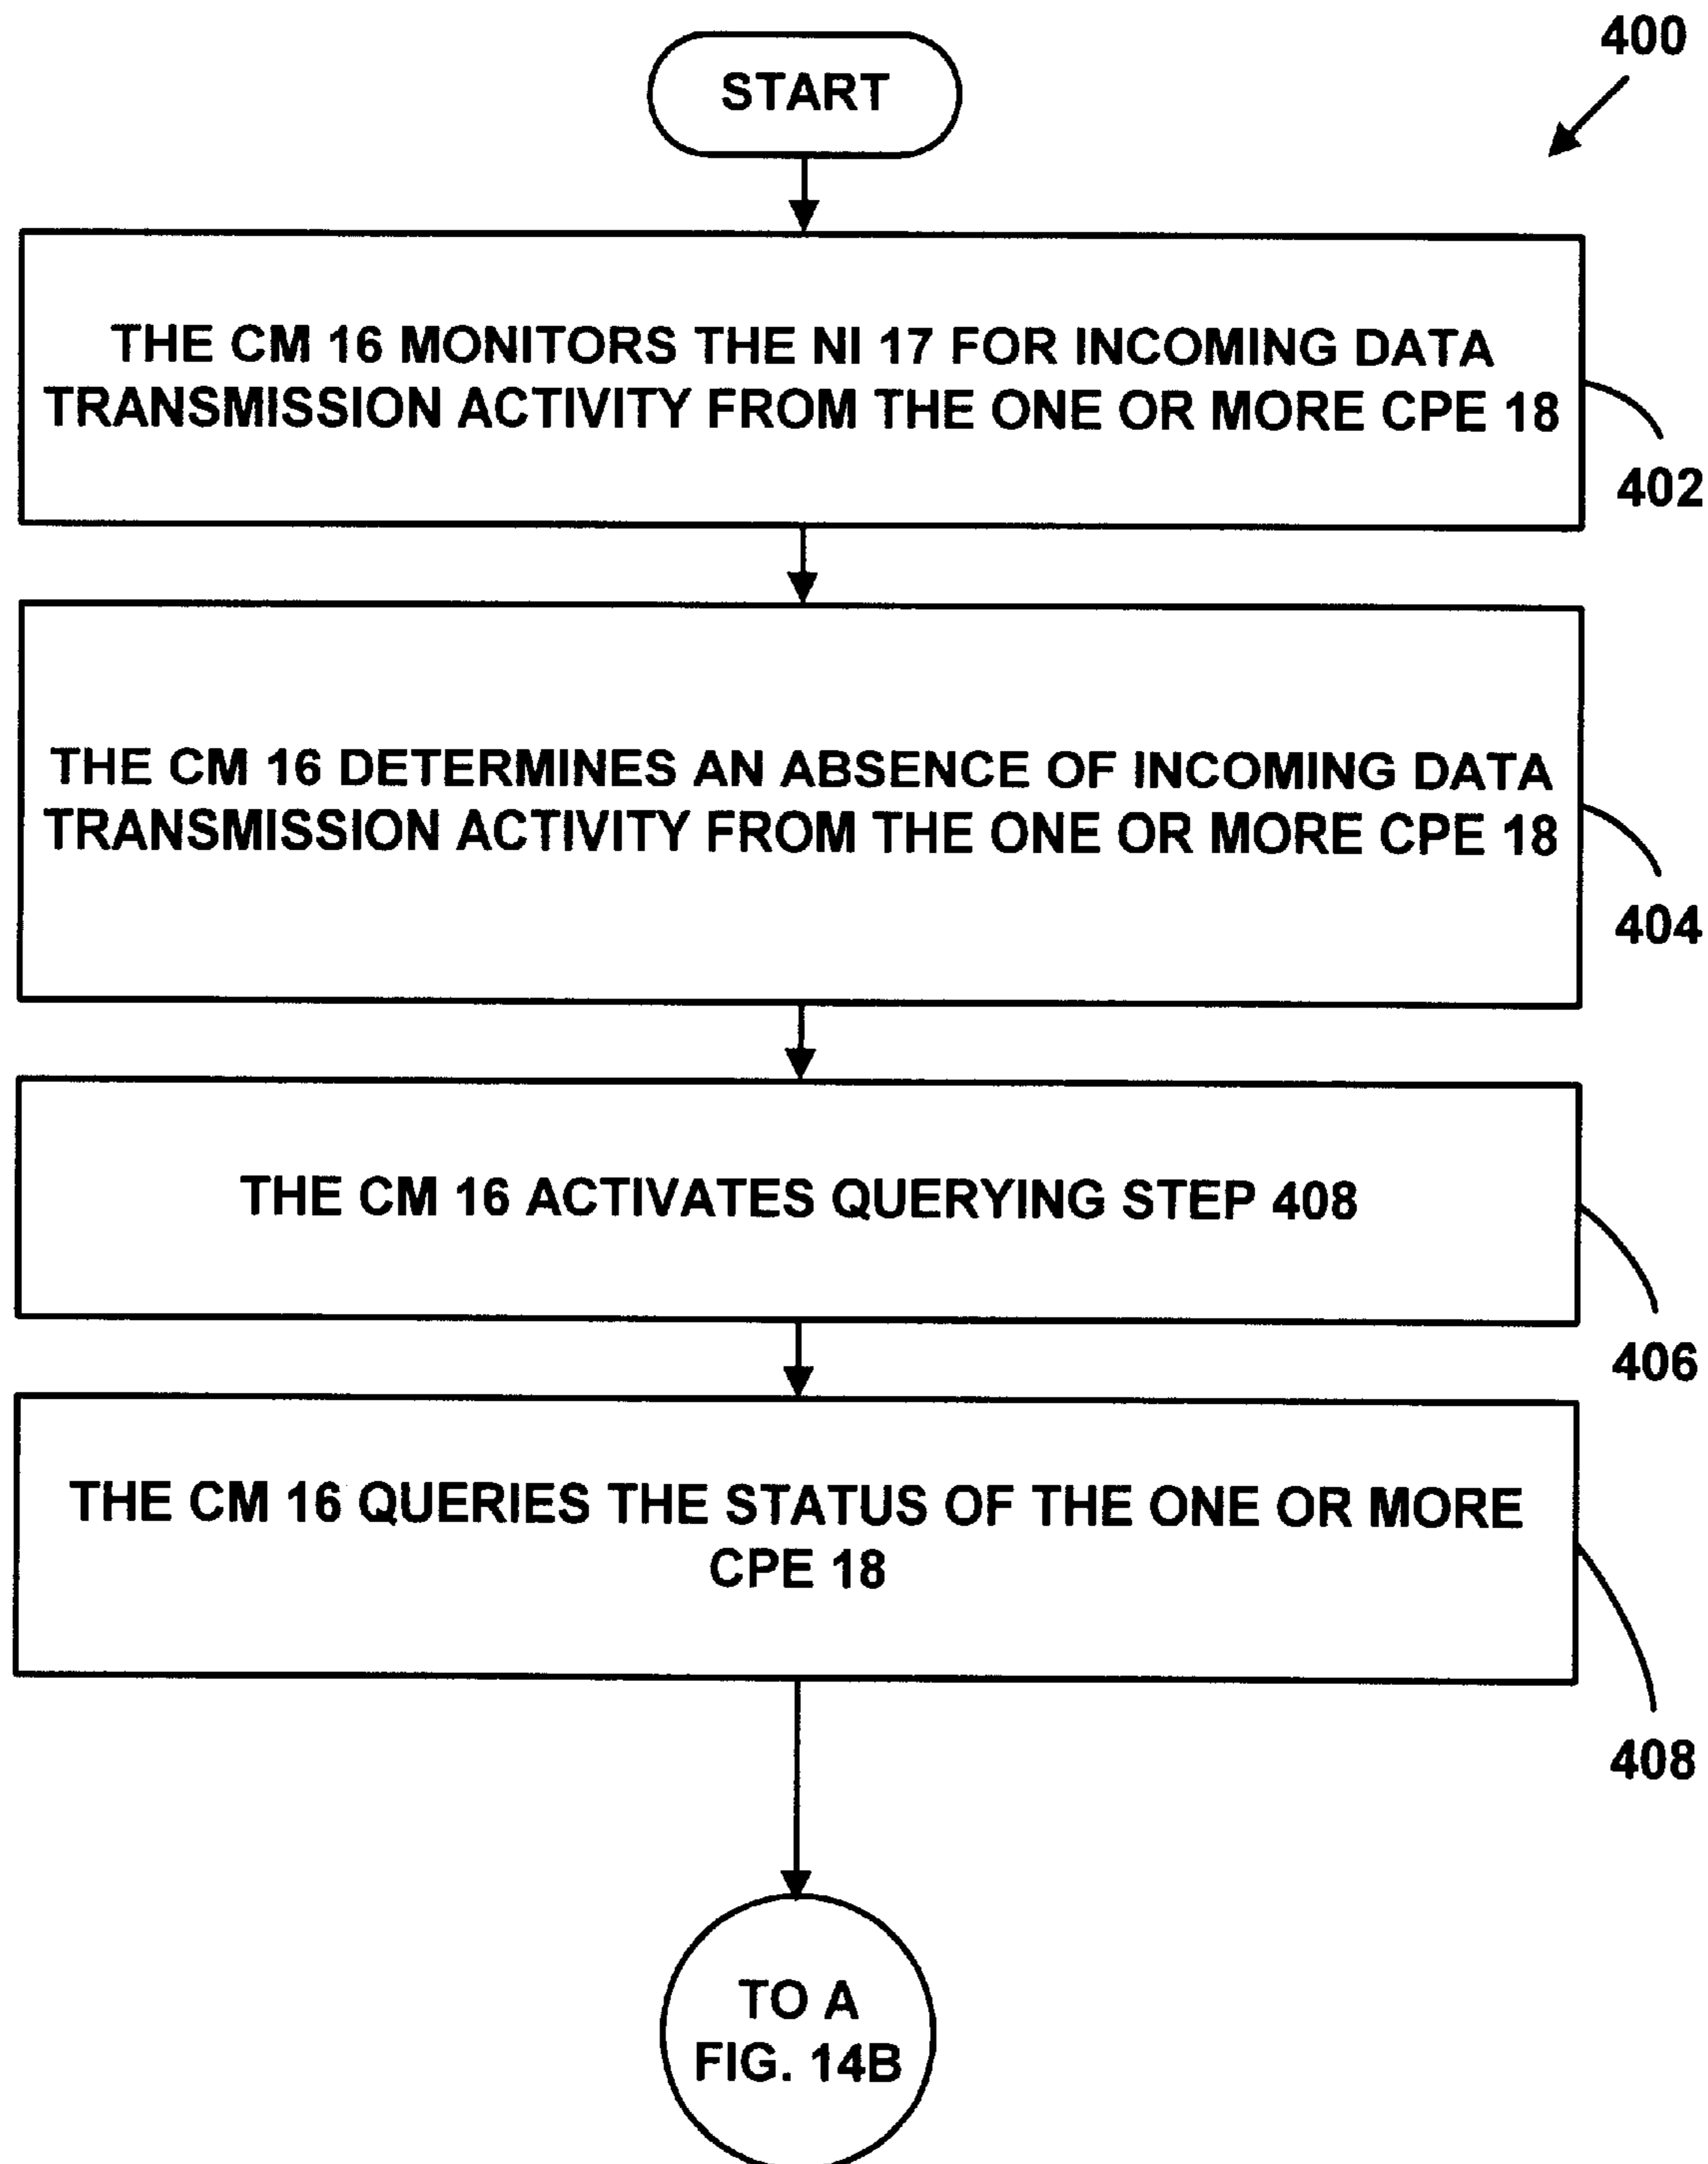 400
START
THE CM 16 MONITORS THE NI 17 FOR INCOMING DATA
TRANSMISSION ACTIVITY FROM THE ONE OR MORE CPE 18
402
THE CM 16 DETERMINES AN ABSENCE OF INCOMING DATA
TRANSMISSION ACTIVITY FROM THE ONE OR MORE CPE 18
404
THE CM 16 ACTIVATES QUERYING STEP 408
406
THE CM 16 QUERIES THE STATUS OF THE ONE OR MORE
CPE 18
408
TO A
FIG. 14B